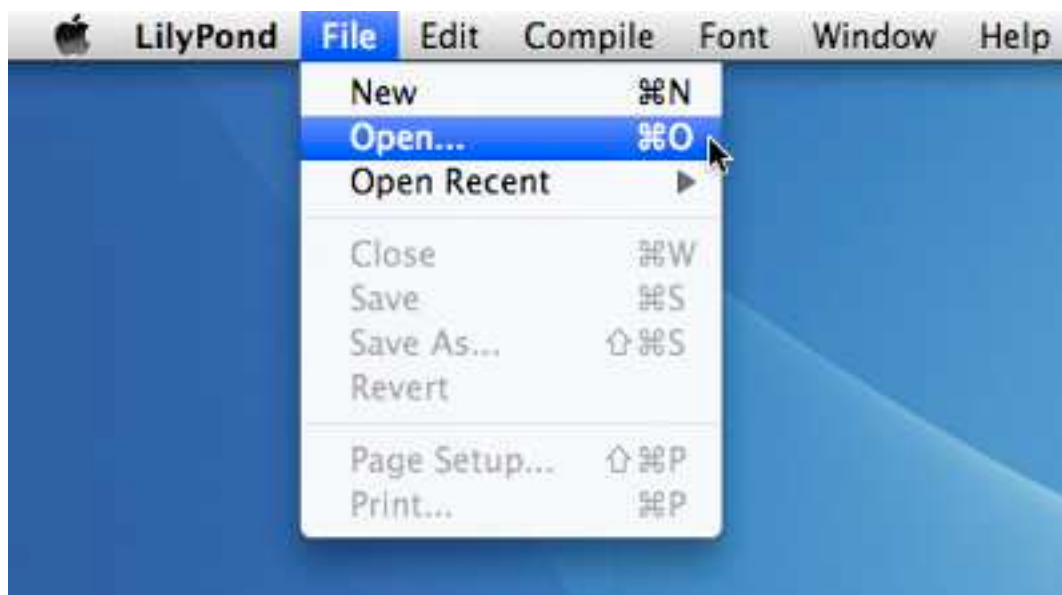 LilyPond File Edit Compile Font Window Help
New ⌘N
Open... ⌘O
Open Recent ▶
Close ⌘W
Save ⌘S
Save As... ⇧⌘S
Revert
Page Setup... ⇧⌘P
Print... ⌘P